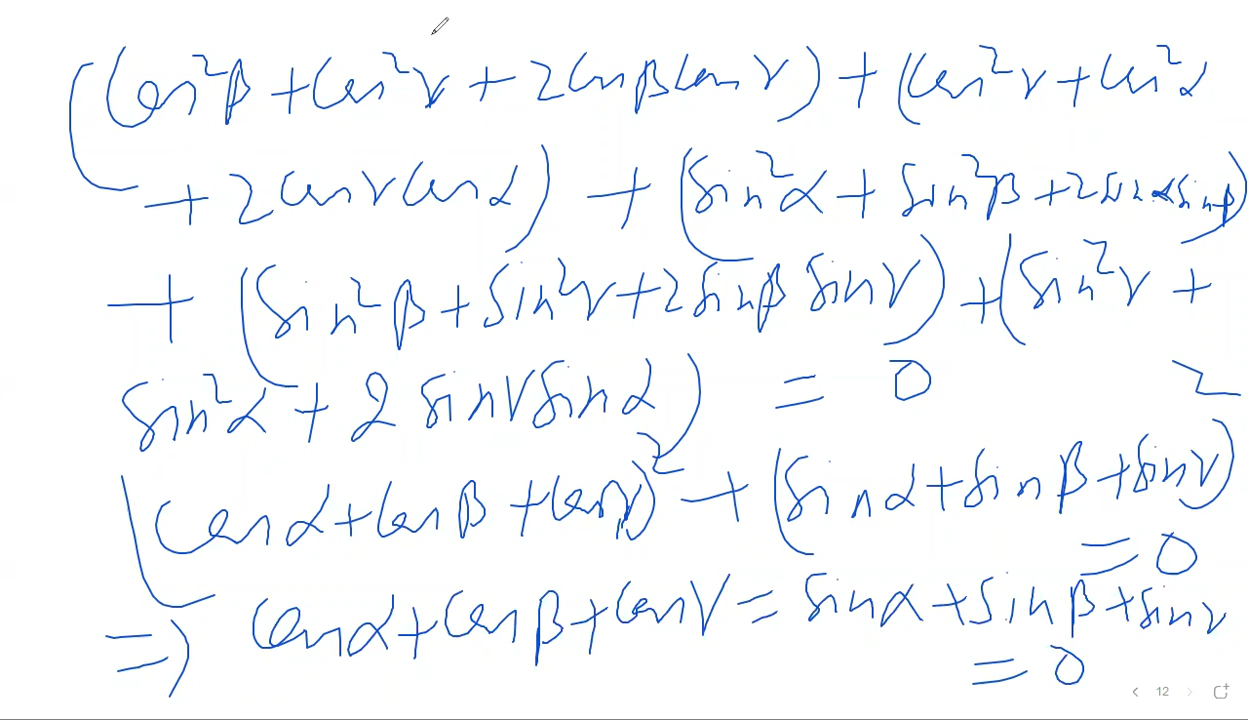 (cos²β + cos²γ + 2cosβcosγ) + (cos²γ + cos²α
+ 2cosγcosα) + (sin²α + sin²β + 2sinαsinβ)
+ (sin²β + sin²γ + 2sinβ sinγ) + (sin²γ +
sin²α + 2 sinγ sinα) = 0
(cosα + cosβ + cosγ)² + (sinα + sinβ + sinγ)²
= 0
=> cosα + cosβ + cosγ = sinα + sinβ + sinγ
= 0
12